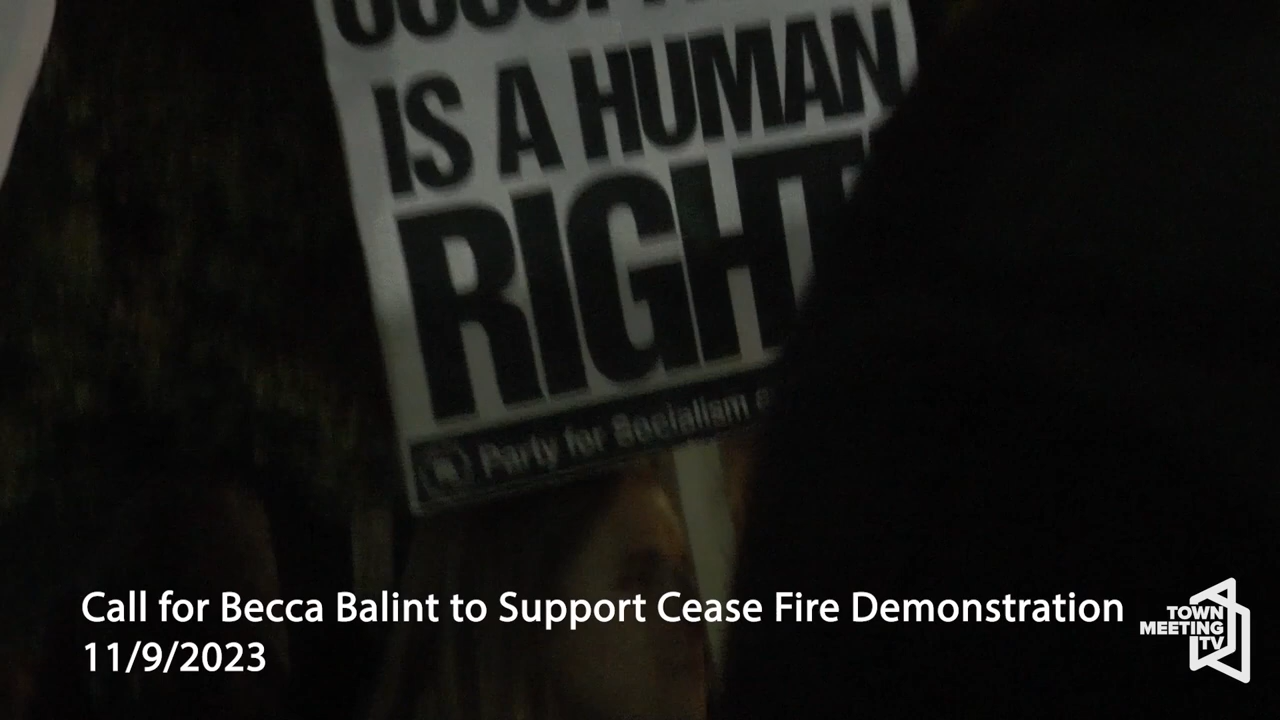 IS A HUMAN
RIGHT
Party for Socialism
Call for Becca Balint to Support Cease Fire Demonstration
11/9/2023
TOWN
MEETING
TV